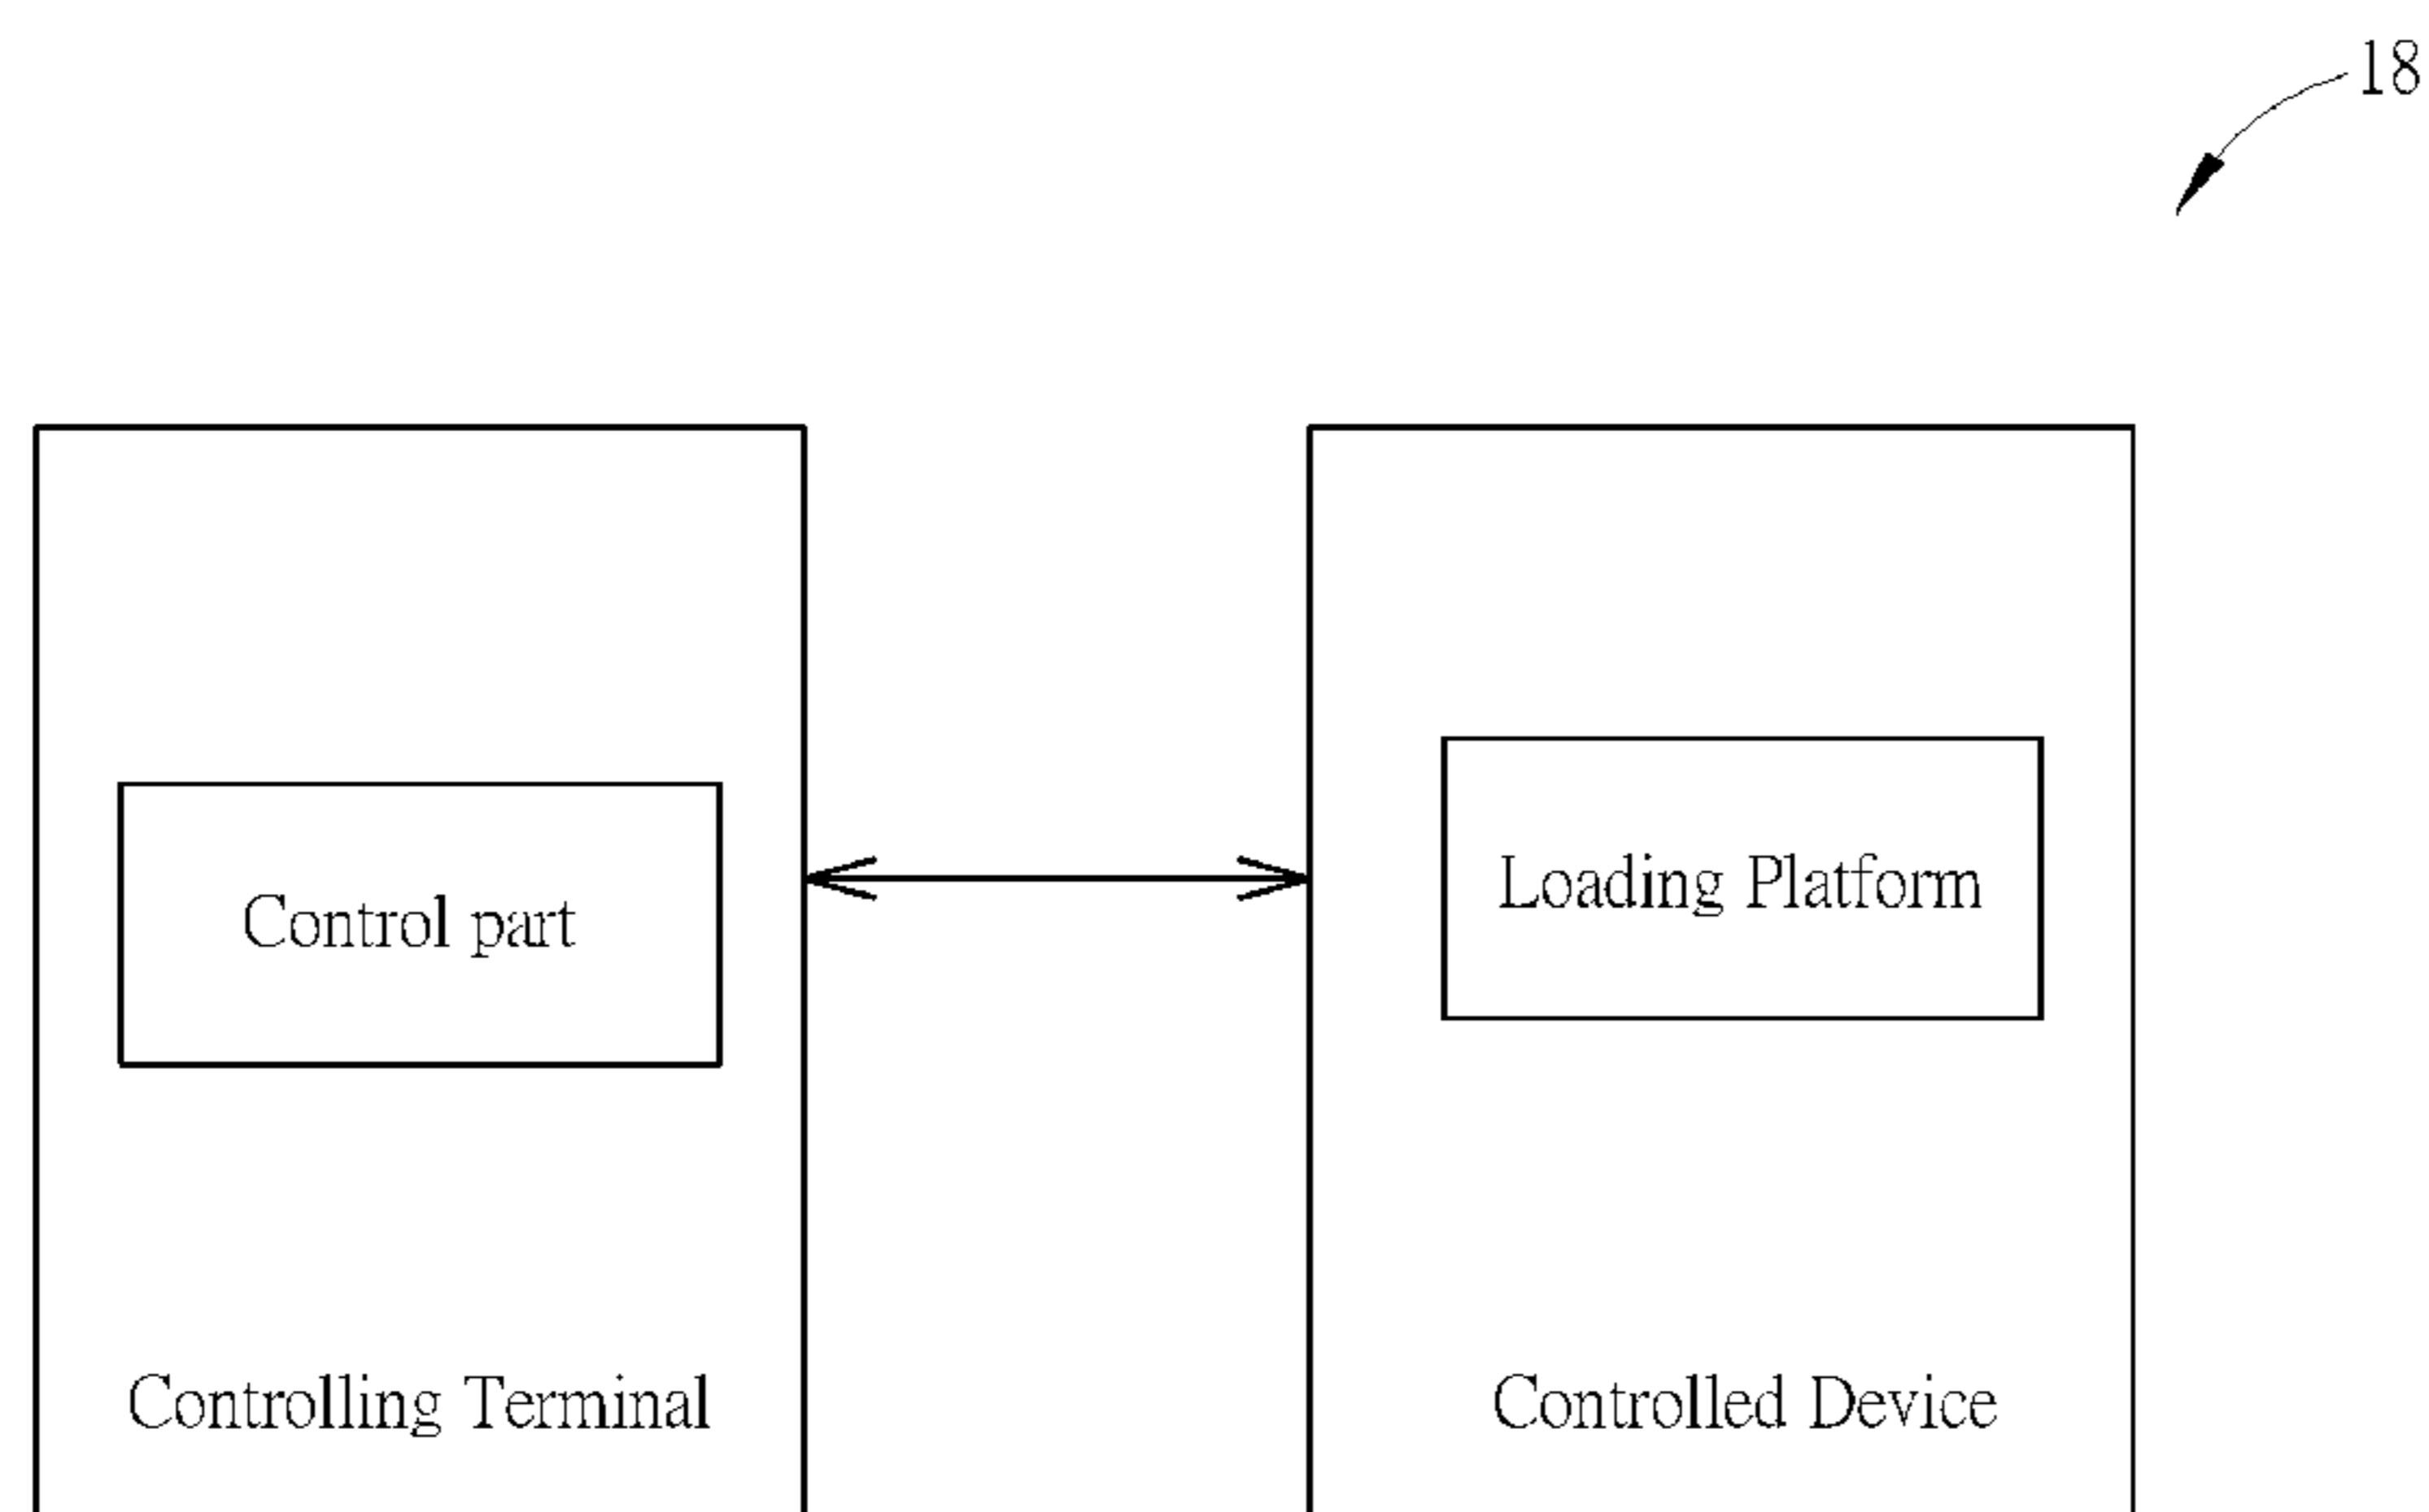 18
Loading Platform
Control part
Controlling Terminal
Controlled Device